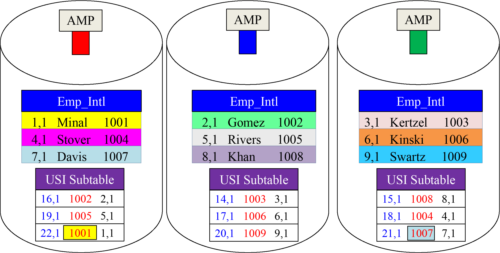 AMP
Emp_Intl
1,1 Minal 1001
4,1 Stover 1004
7,1 Davis 1007
USI Subtable
16,1 1002 2,1
19,1 1005 5,1
22,1 1001 1,1
AMP
Emp_Intl
2,1 Gomez 1002
5,1 Rivers 1005
8,1 Khan 1008
USI Subtable
14,1 1003 3,1
17,1 1006 6,1
20,1 1009 9,1
AMP
Emp_Intl
3,1 Kertzel 1003
6,1 Kinski 1006
9,1 Swartz 1009
USI Subtable
15,1 1008 8,1
18,1 1004 4,1
21,1 1007 7,1